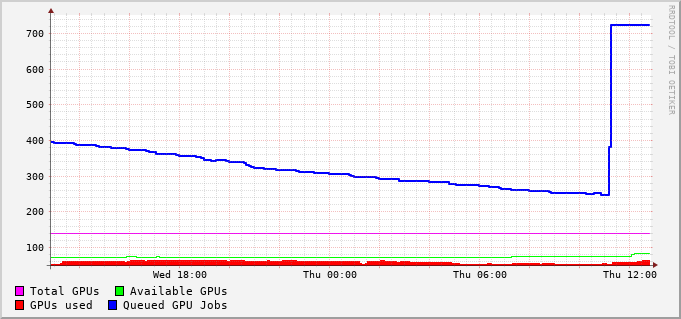 700
600
500
400
300
200
100
Wed 18:00 Thu 00:00 Thu 06:00 Thu 12:00
Total GPUs Available GPUs
GPUs used Queued GPU Jobs
RRDTOOL / TOBI OETIKER